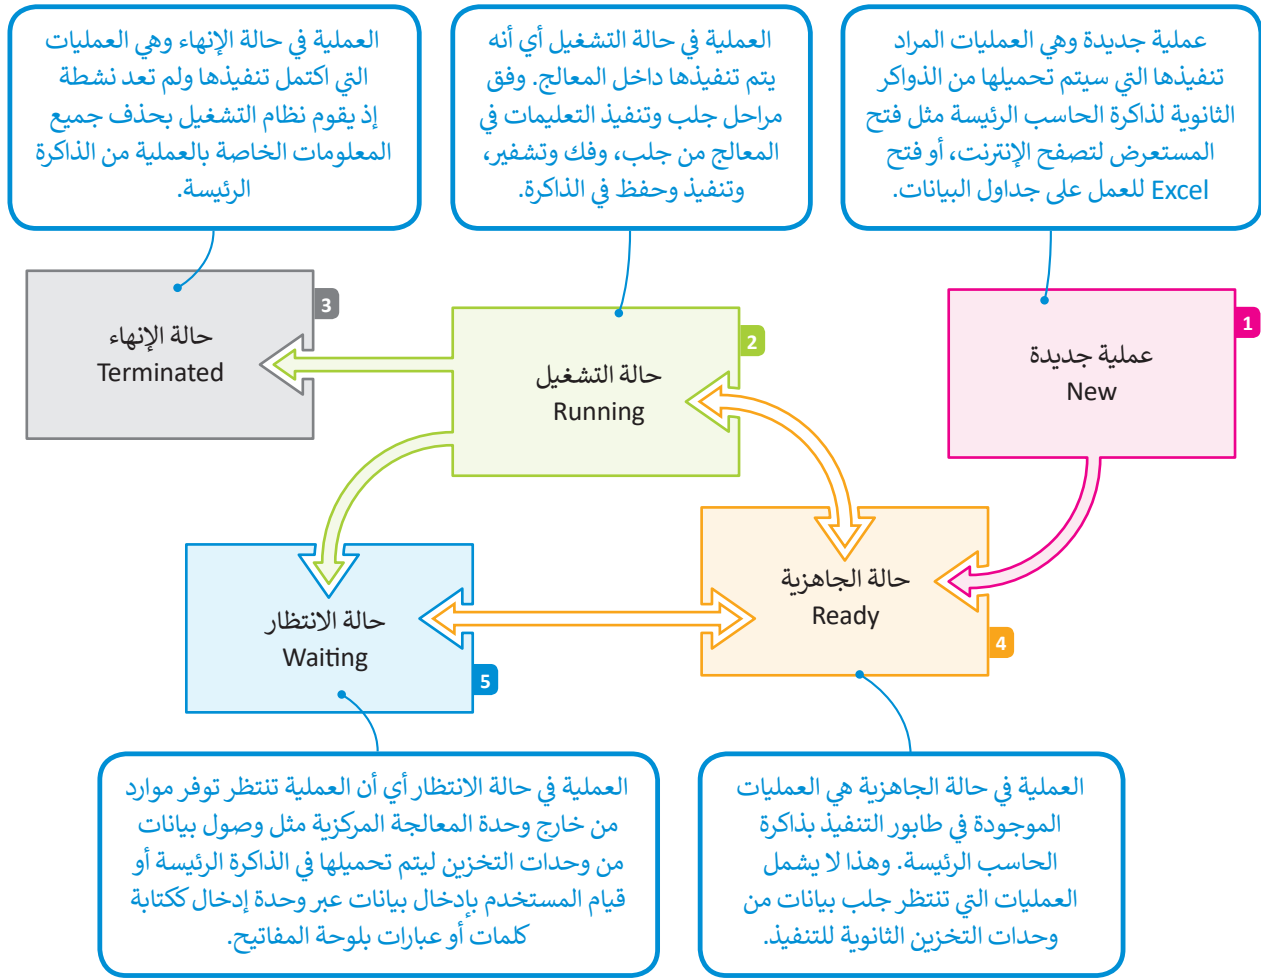 عملية جديدة وهي العمليات المراد
تنفيذها التي سيتم تحميلها من الذواكر
الثانوية لذاكرة الحاسب الرئيسة مثل فتح
المستعرض لتصفح الإنترنت، أو فتح
Excel للعمل على جداول البيانات.
العملية في حالة التشغيل أي أنه
يتم تنفيذها داخل المعالج. وفق
مراحل جلب وتنفيذ التعليمات في
المعالج من جلب، وفك وتشفير،
وتنفيذ وحفظ في الذاكرة.
العملية في حالة الإنهاء وهي العمليات
التي اكتمل تنفيذها ولم تعد نشطة
إذ يقوم نظام التشغيل بحذف جميع
المعلومات الخاصة بالعملية من الذاكرة
الرئيسة.
1
عملية جديدة
New
2
حالة التشغيل
Running
3
حالة الإنهاء
Terminated
4
حالة الجاهزية
Ready
5
حالة الانتظار
Waiting
العملية في حالة الجاهزية هي العمليات
الموجودة في طابور التنفيذ بذاكرة
الحاسب الرئيسة. وهذا لا يشمل
العمليات التي تنتظر جلب بيانات من
وحدات التخزين الثانوية للتنفيذ.
العملية في حالة الانتظار أي أن العملية تنتظر توفر موارد
من خارج وحدة المعالجة المركزية مثل وصول بيانات
من وحدات التخزين ليتم تحميلها في الذاكرة الرئيسة أو
قيام المستخدم بإدخال بيانات عبر وحدة إدخال ككتابة
كلمات أو عبارات بلوحة المفاتيح.